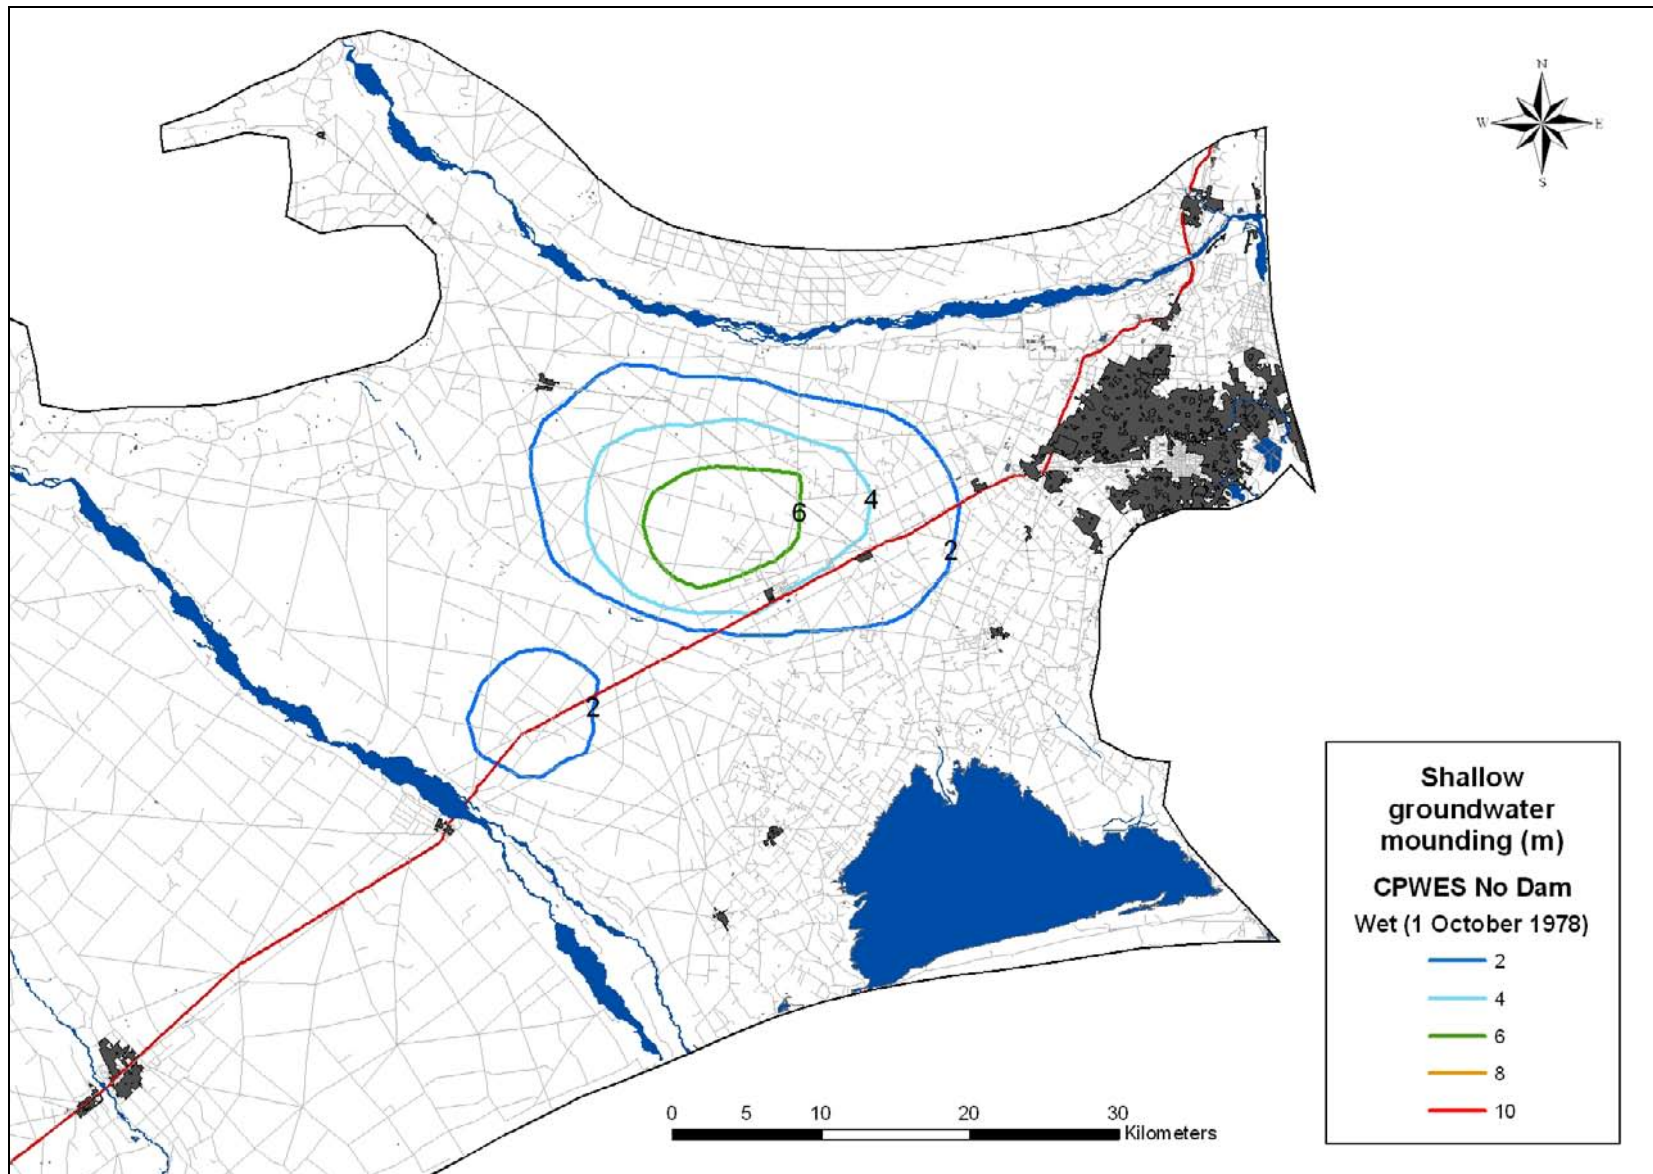 N
W E
S
6
4
2
2
Shallow
groundwater
mounding (m)
CPWES No Dam
Wet (1 October 1978)
2
4
6
8
10
0 5 10 20 30
Kilometers